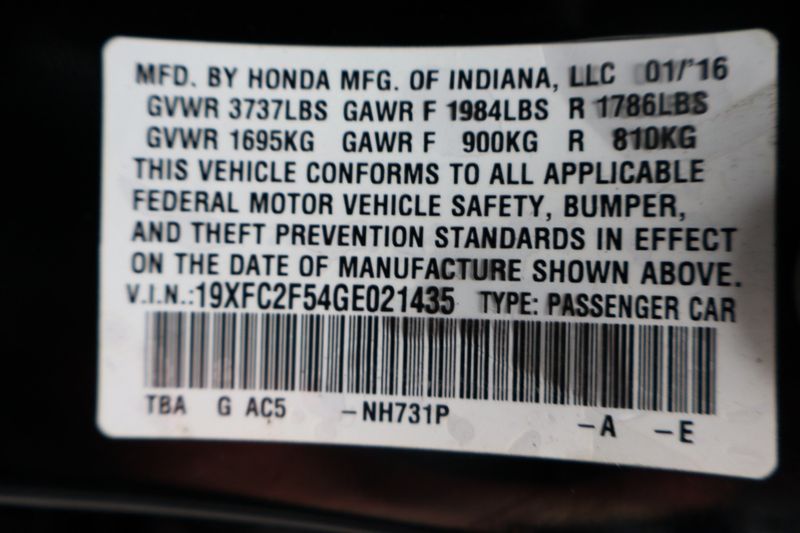 MFD. BY HONDA MFG. OF INDIANA, LLC 01/'16
GVWR 3737LBS GAWR F 1984LBS R 1786LBS
GVWR 1695KG GAWR F 900KG R 810KG
THIS VEHICLE CONFORMS TO ALL APPLICABLE
FEDERAL MOTOR VEHICLE SAFETY, BUMPER,
AND THEFT PREVENTION STANDARDS IN EFFECT
ON THE DATE OF MANUFACTURE SHOWN ABOVE.
V.I.N.:19XFC2F54GE021435 TYPE: PASSENGER CAR
TBA G AC5 -NH731P -A -E